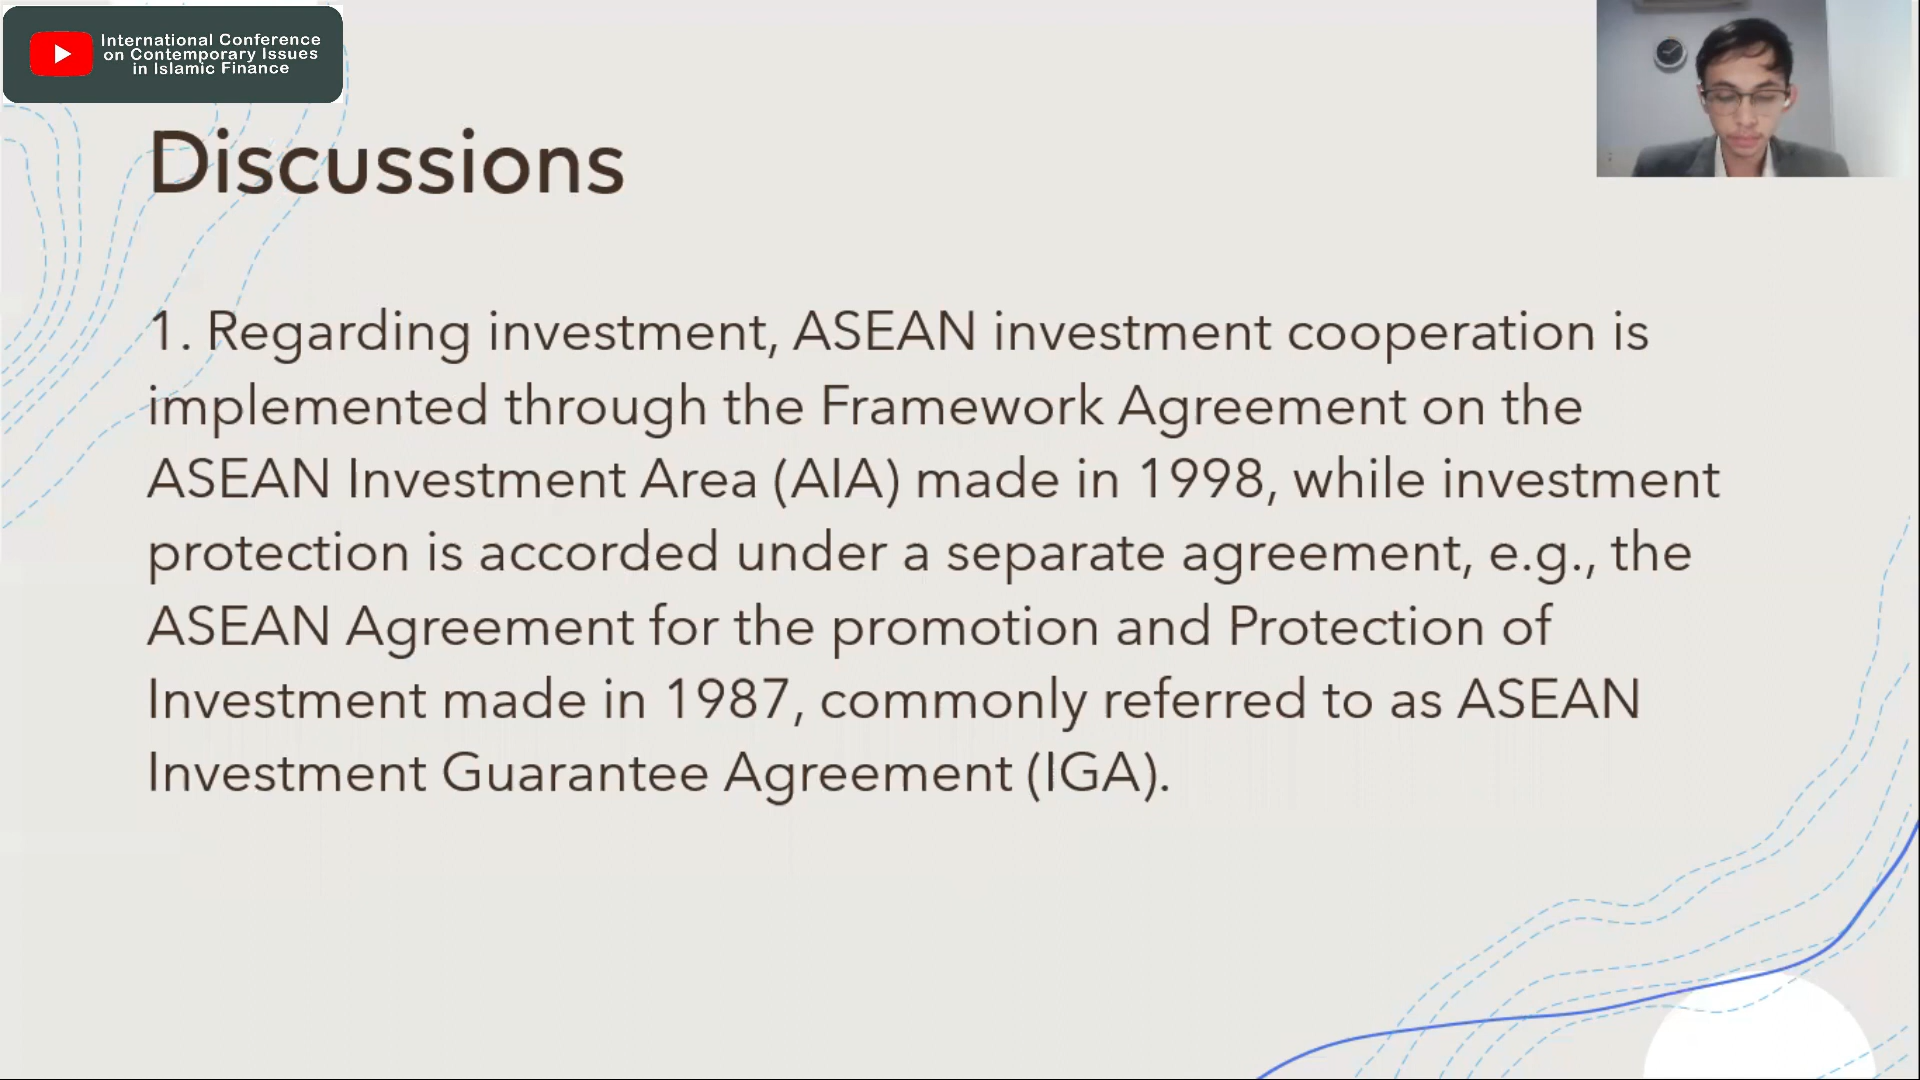 International Conference
on Contemporary Issues
in Islamic Finance
Discussions
1. Regarding investment, ASEAN investment cooperation is
implemented through the Framework Agreement on the
ASEAN Investment Area (AIA) made in 1998, while investment
protection is accorded under a separate agreement, e.g., the
ASEAN Agreement for the promotion and Protection of
Investment made in 1987, commonly referred to as ASEAN
Investment Guarantee Agreement (IGA).